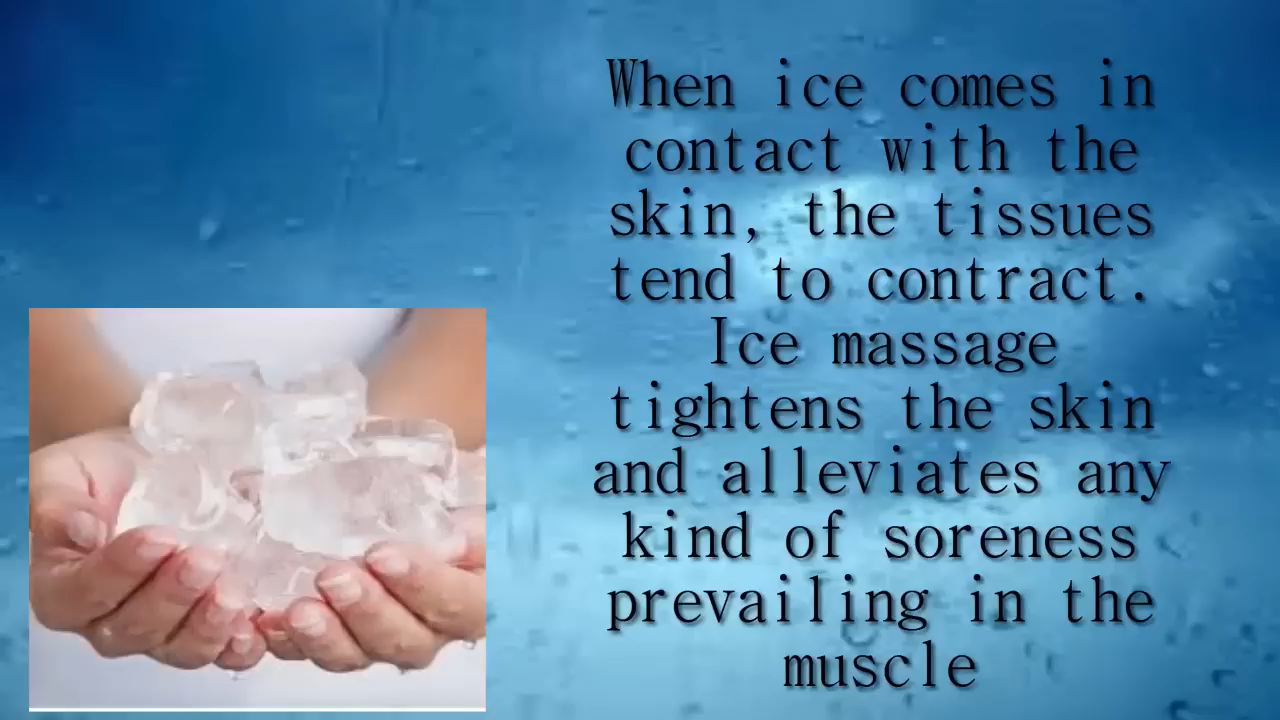 When ice comes in
contact with the
skin, the tissues
tend to contract.
Ice massage
tightens the skin
and alleviates any
kind of soreness
prevailing in the
muscle